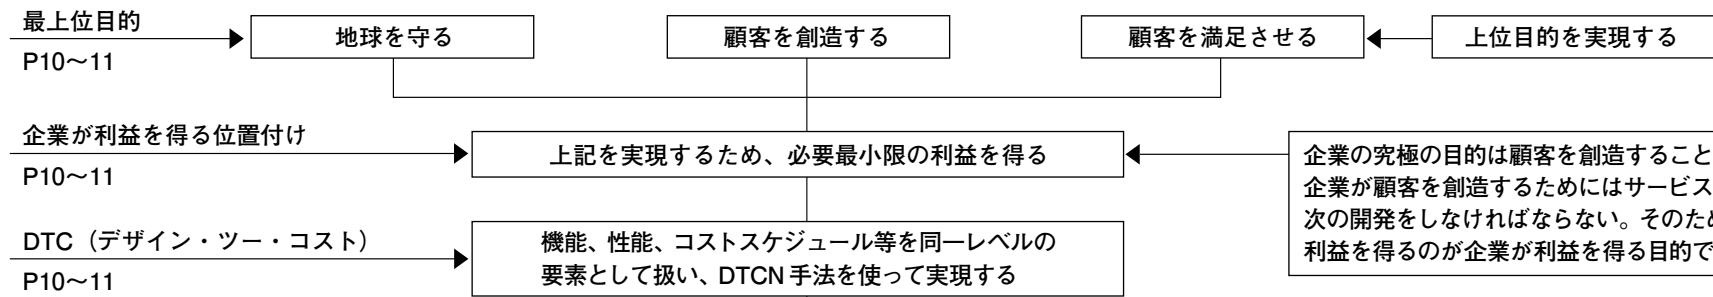 最上位目的
P10〜11
地球を守る
顧客を創造する
顧客を満足させる
上位目的を実現する
企業が利益を得る位置付け
P10〜11
上記を実現するため、必要最小限の利益を得る
企業の究極の目的は顧客を創造すること
企業が顧客を創造するためにはサービス
次の開発をしなければならない。そのため
利益を得るのが企業が利益を得る目的で
DTC（デザイン・ツー・コスト）
P10〜11
機能、性能、コストスケジュール等を同一レベルの
要素として扱い、DTCN 手法を使って実現する